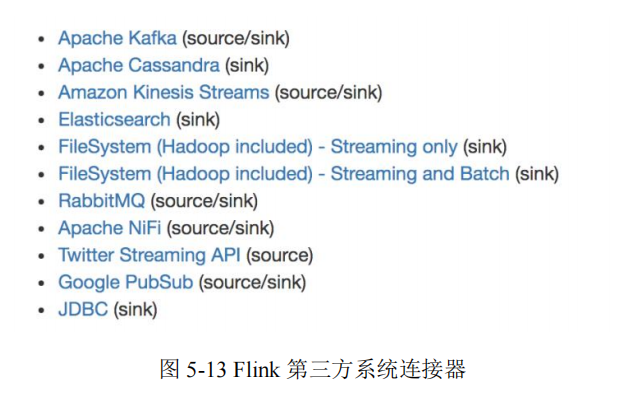 • Apache Kafka (source/sink)
• Apache Cassandra (sink)
• Amazon Kinesis Streams (source/sink)
• Elasticsearch (sink)
• FileSystem (Hadoop included) - Streaming only (sink)
• FileSystem (Hadoop included) - Streaming and Batch (sink)
• RabbitMQ (source/sink)
• Apache NiFi (source/sink)
• Twitter Streaming API (source)
• Google PubSub (source/sink)
• JDBC (sink)
图 5-13 Flink 第三方系统连接器